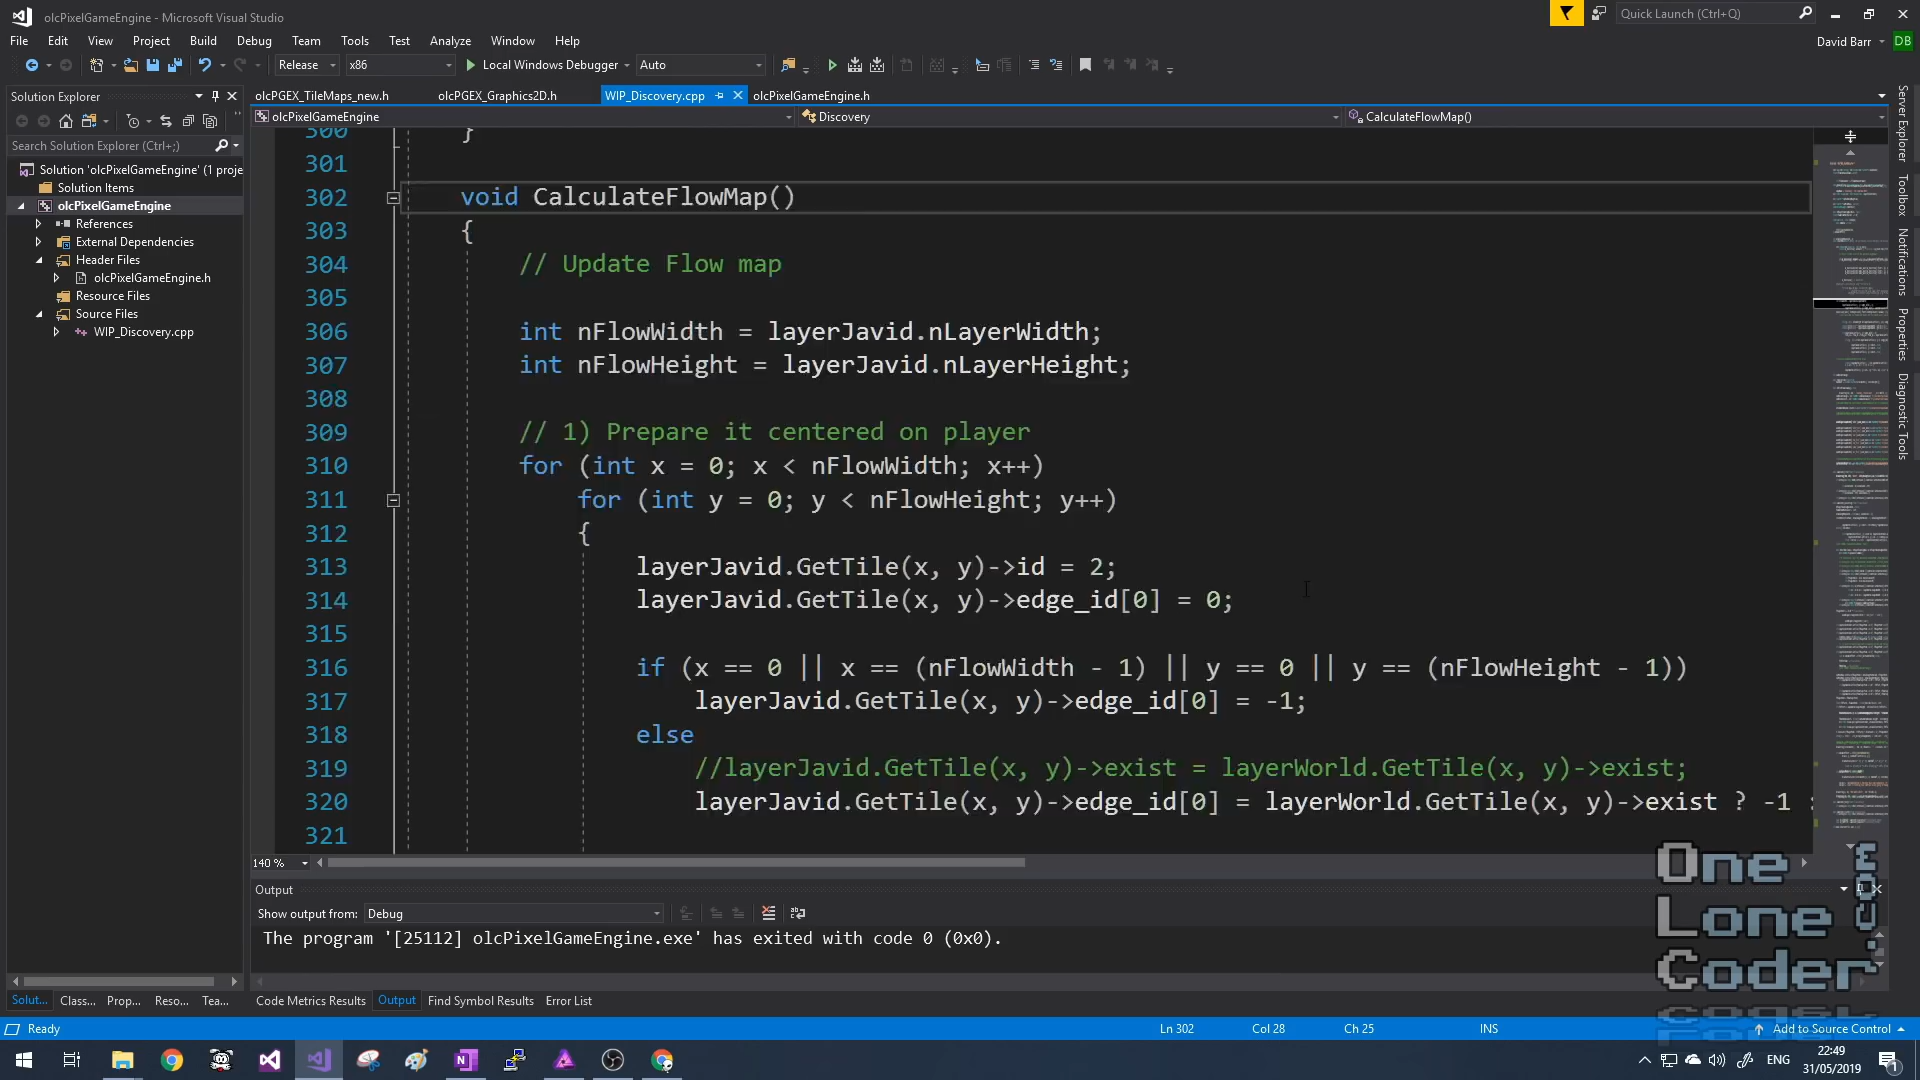 olcPixelGameEngine - Microsoft Visual Studio
Quick Launch (Ctrl+Q)
File Edit View Project Build Debug Team Tools Test Analyze Window Help
David Barr DB
Release x86 Local Windows Debugger Auto
Solution Explorer
olcPGEX_TileMaps_new.h olcPGEX_Graphics2D.h WIP_Discovery.cpp olcPixelGameEngine.h
olcPixelGameEngine Discovery CalculateFlowMap()
Search Solution Explorer (Ctrl+;)
Solution 'olcPixelGameEngine' (1 proje
Solution Items
olcPixelGameEngine
References
External Dependencies
Header Files
olcPixelGameEngine.h
Resource Files
Source Files
WIP_Discovery.cpp
300 }
301
302 void CalculateFlowMap()
303 {
304 // Update Flow map
305
306 int nFlowWidth = layerJavid.nLayerWidth;
307 int nFlowHeight = layerJavid.nLayerHeight;
308
309 // 1) Prepare it centered on player
310 for (int x = 0; x < nFlowWidth; x++)
311 for (int y = 0; y < nFlowHeight; y++)
312 {
313 layerJavid.GetTile(x, y)->id = 2;
314 layerJavid.GetTile(x, y)->edge_id[0] = 0;
315
316 if (x == 0 || x == (nFlowWidth - 1) || y == 0 || y == (nFlowHeight - 1))
317 layerJavid.GetTile(x, y)->edge_id[0] = -1;
318 else
319 //layerJavid.GetTile(x, y)->exist = layerWorld.GetTile(x, y)->exist;
320 layerJavid.GetTile(x, y)->edge_id[0] = layerWorld.GetTile(x, y)->exist ? -1 :
321
140 %
Server Explorer
Toolbox
Notifications
Properties
Diagnostic Tools
Output
Show output from: Debug
The program '[25112] olcPixelGameEngine.exe' has exited with code 0 (0x0).
One
Lone
Coder
.com
Solut... Class... Prop... Reso... Tea...
Code Metrics Results Output Find Symbol Results Error List
Ready Ln 302 Col 28 Ch 25 INS Add to Source Control
ENG
22:49
31/05/2019
1